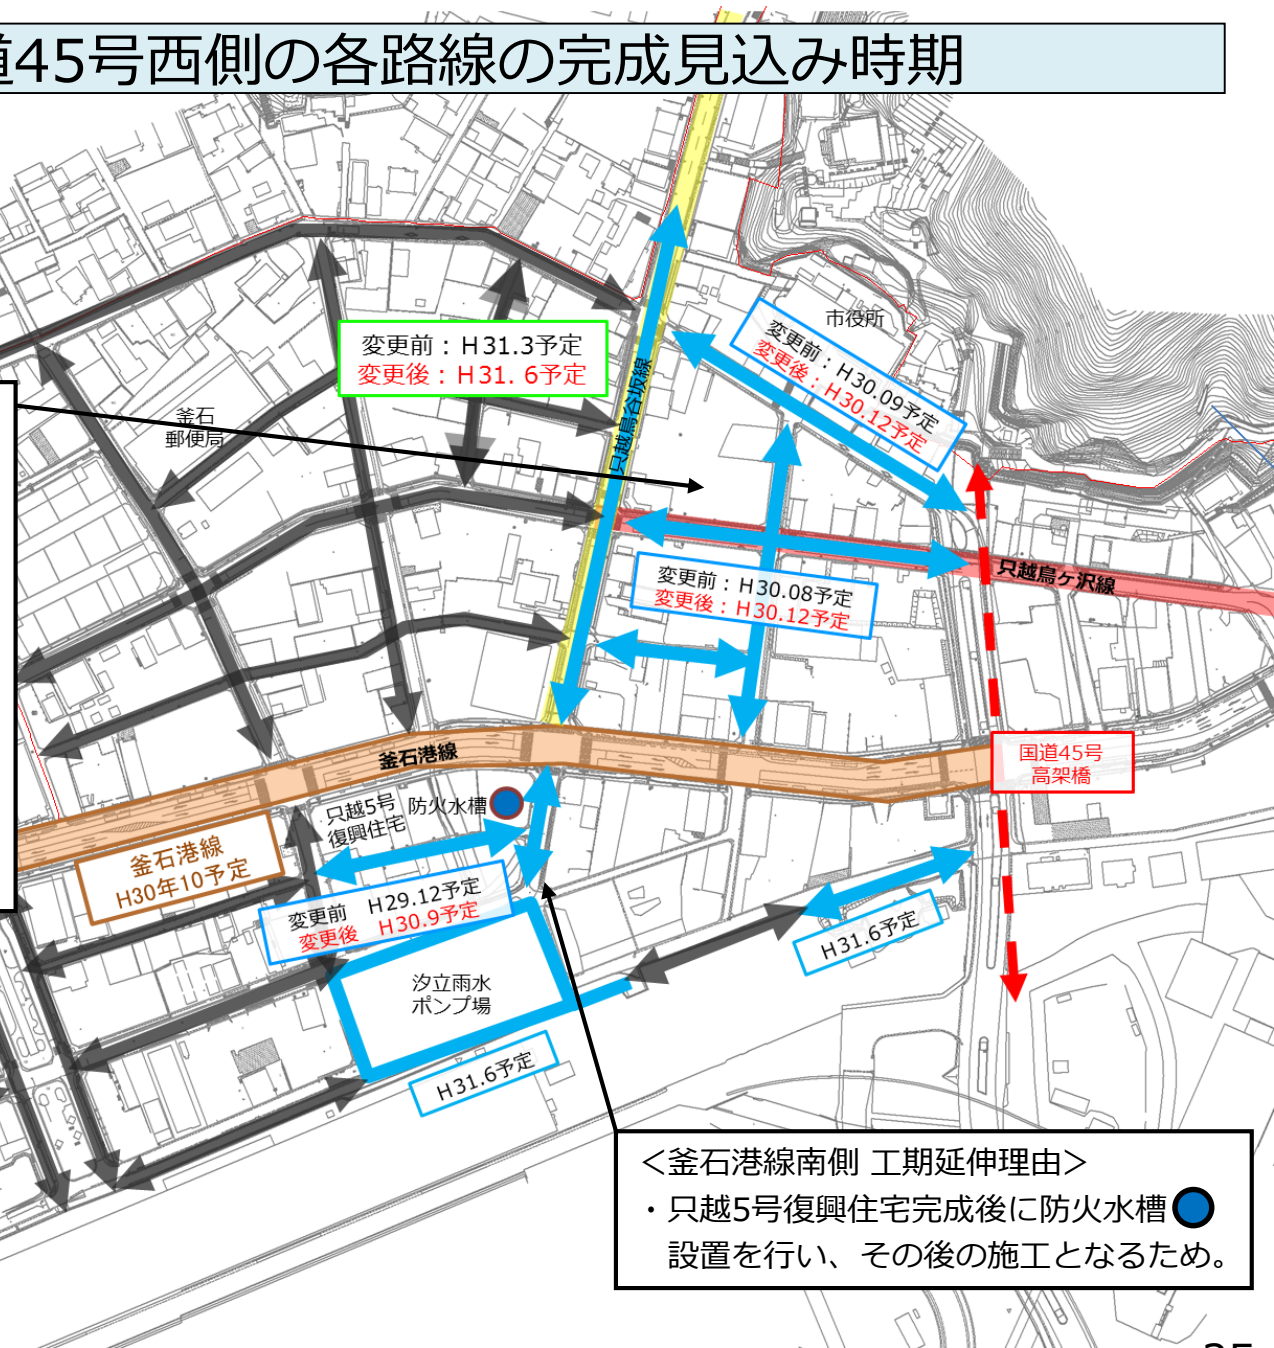 道45号西側の各路線の完成見込み時期
市役所
変更前：H30.09予定
変更後：H30.12予定
変更前：H31.3予定
変更後：H31. 6予定
釜石
郵便局
只越鳥谷坂線
只越鳥ヶ沢線
変更前：H30.08予定
変更後：H30.12予定
国道45号
高架橋
釜石港線
只越5号
復興住宅
防火水槽
釜石港線
H30年10予定
変更前　H29.12予定
変更後　H30.9予定
H31.6予定
汐立雨水
ポンプ場
H31.6予定
＜釜石港線南側 工期延伸理由＞
・只越5号復興住宅完成後に防火水槽
設置を行い、その後の施工となるため。